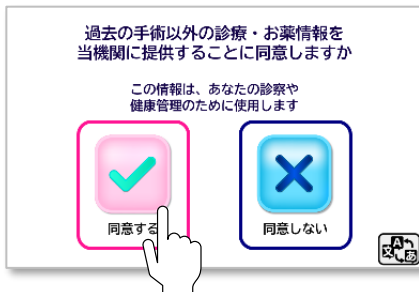 過去の手術以外の診療・お薬情報を
当機関に提供することに同意しますか
この情報は、あなたの診察や
健康管理のために使用します
同意する
同意しない
文 A あ